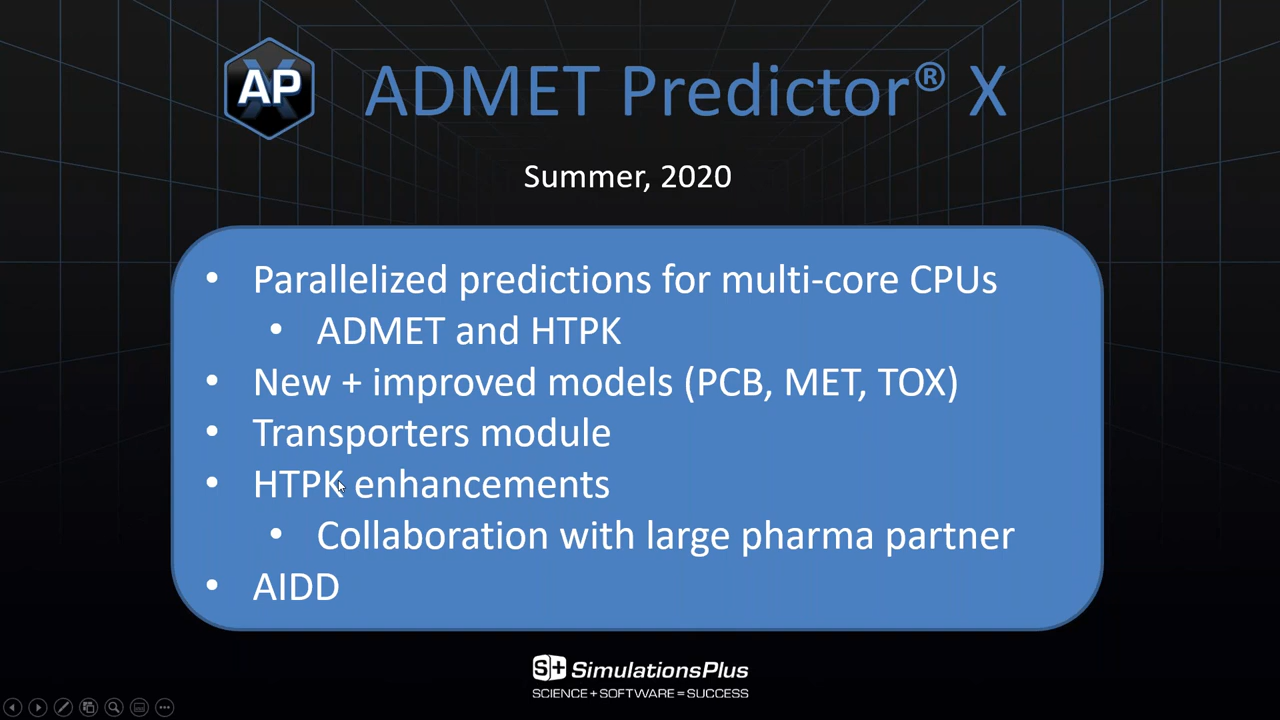 AP
ADMET Predictor® X
Summer, 2020
• Parallelized predictions for multi-core CPUs
• ADMET and HTPK
• New + improved models (PCB, MET, TOX)
• Transporters module
• HTPK enhancements
• Collaboration with large pharma partner
• AIDD
S+ SimulationsPlus
SCIENCE+SOFTWARE=SUCCESS